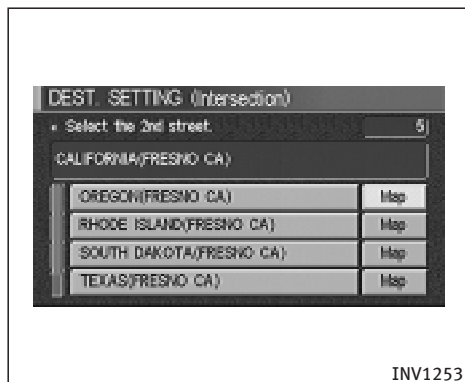 DEST. SETTING (Intersection)
Select the 2nd street. 5
CALIFORNIA(FRESNO CA)
OREGON(FRESNO CA) Map
RHODE ISLAND(FRESNO CA) Map
SOUTH DAKOTA(FRESNO CA) Map
TEXAS(FRESNO CA) Map
INV1253